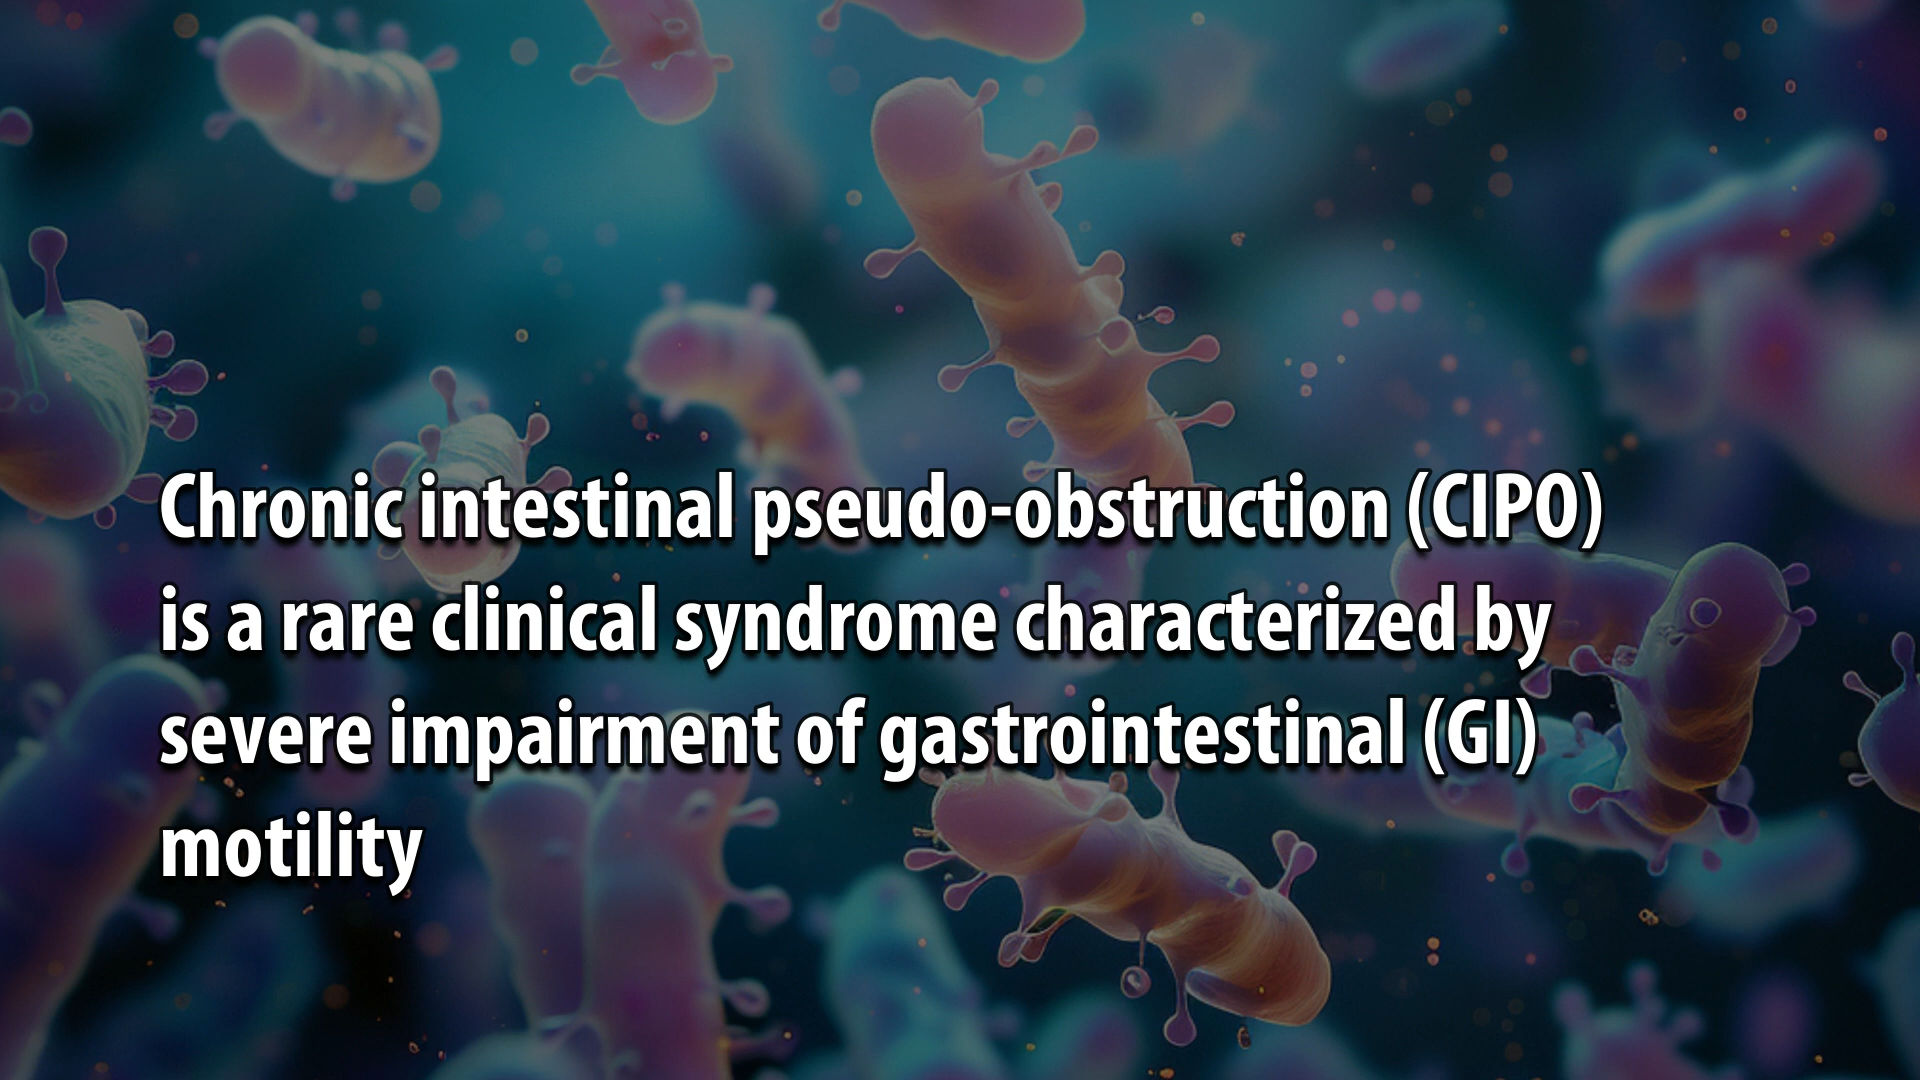 Chronic intestinal pseudo-obstruction (CIPO)
is a rare clinical syndrome characterized by
severe impairment of gastrointestinal (GI)
motility